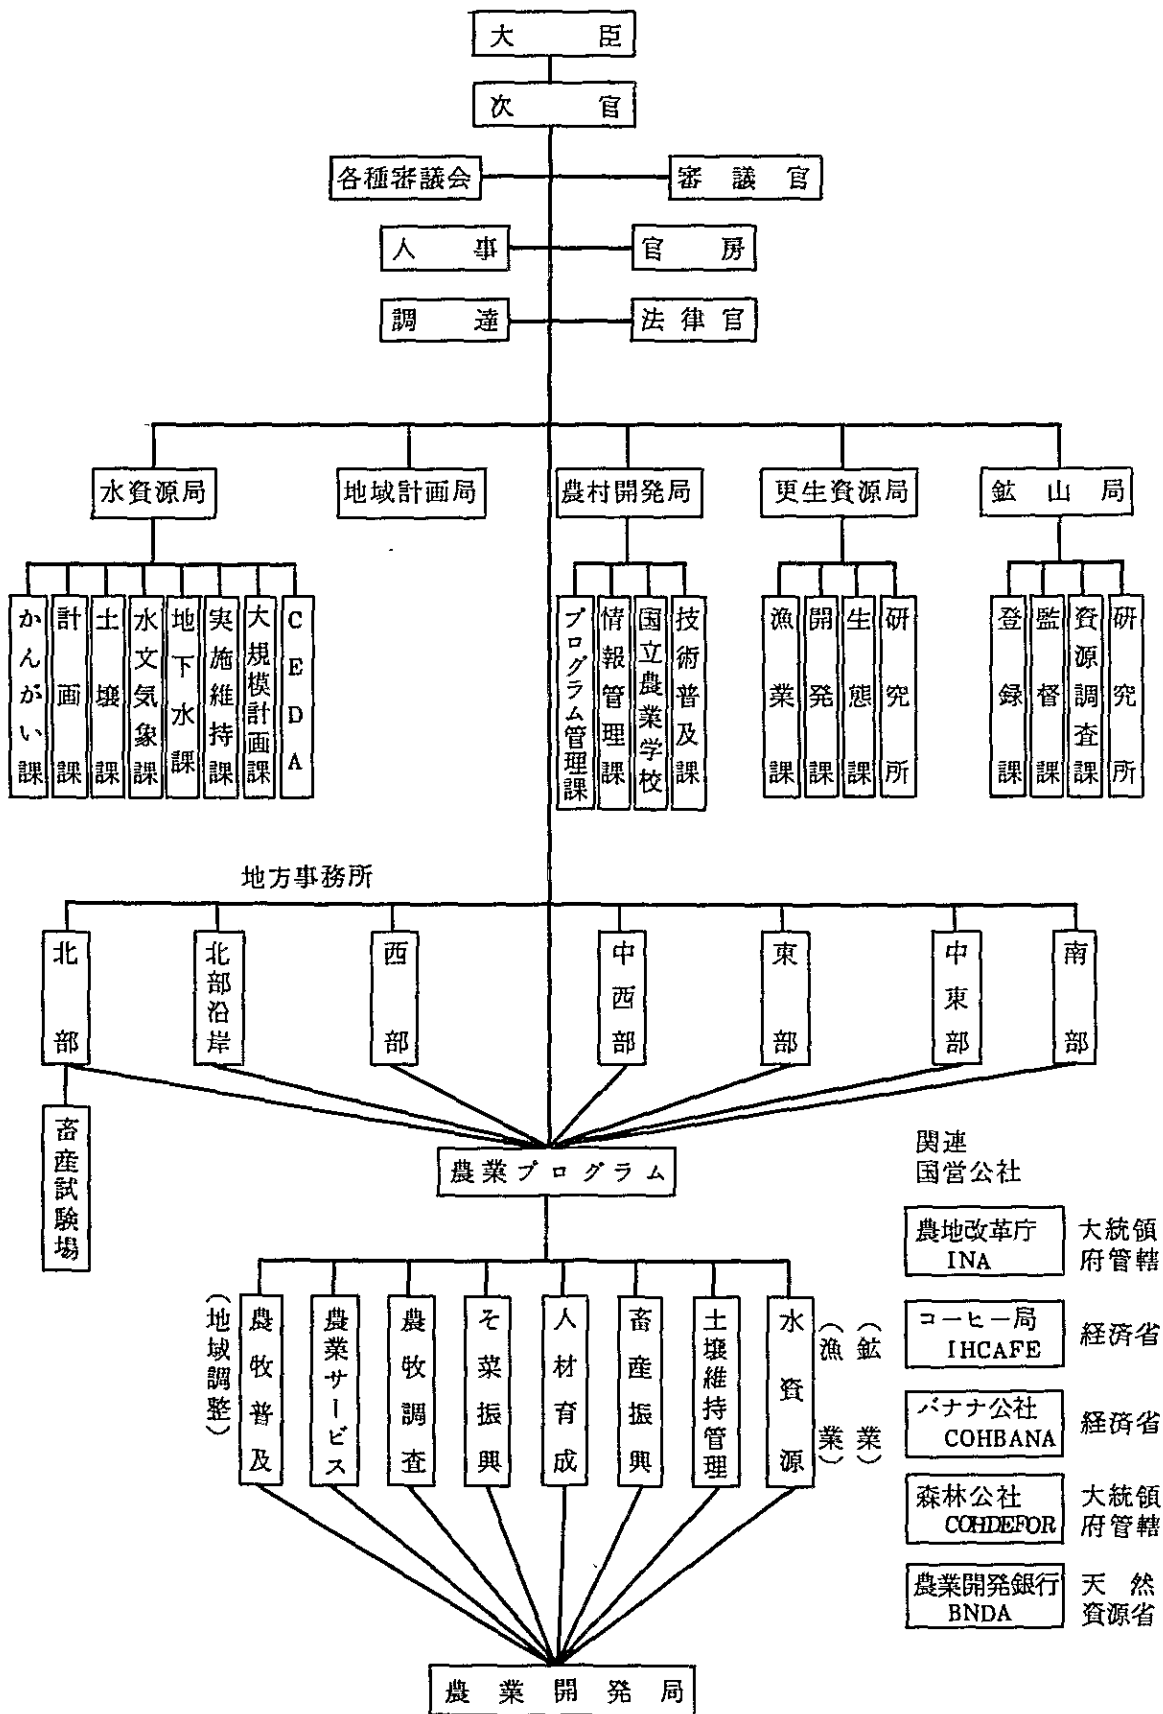 大臣
次官
各種審議会
審議官
人事
官房
調達
法律官
水資源局
地域計画局
農村開発局
更生資源局
鉱山局
かんがい課
計画課
土壌課
水文気象課
地下水課
実施維持課
大規模計画課
CEDA
プログラム管理課
情報管理課
国立農業学校
技術普及課
漁業課
開発課
生態課
研究所
登録課
監督課
資源調査課
研究所
地方事務所
北部
北部沿岸
西部
中西部
東部
中東部
南部
畜産試験場
農業プログラム
(地域調整)
農牧普及
農業サービス
農牧調査
そ菜振興
人材育成
畜産振興
土壌維持管理
水資源
(漁業)
(鉱業)
農業開発局
関連
国営公社
農地改革庁
INA
大統領
府管轄
コーヒー局
IHCAFE
経済省
バナナ公社
COHBANA
経済省
森林公社
COHDEFOR
大統領
府管轄
農業開発銀行
BNDA
天然
資源省